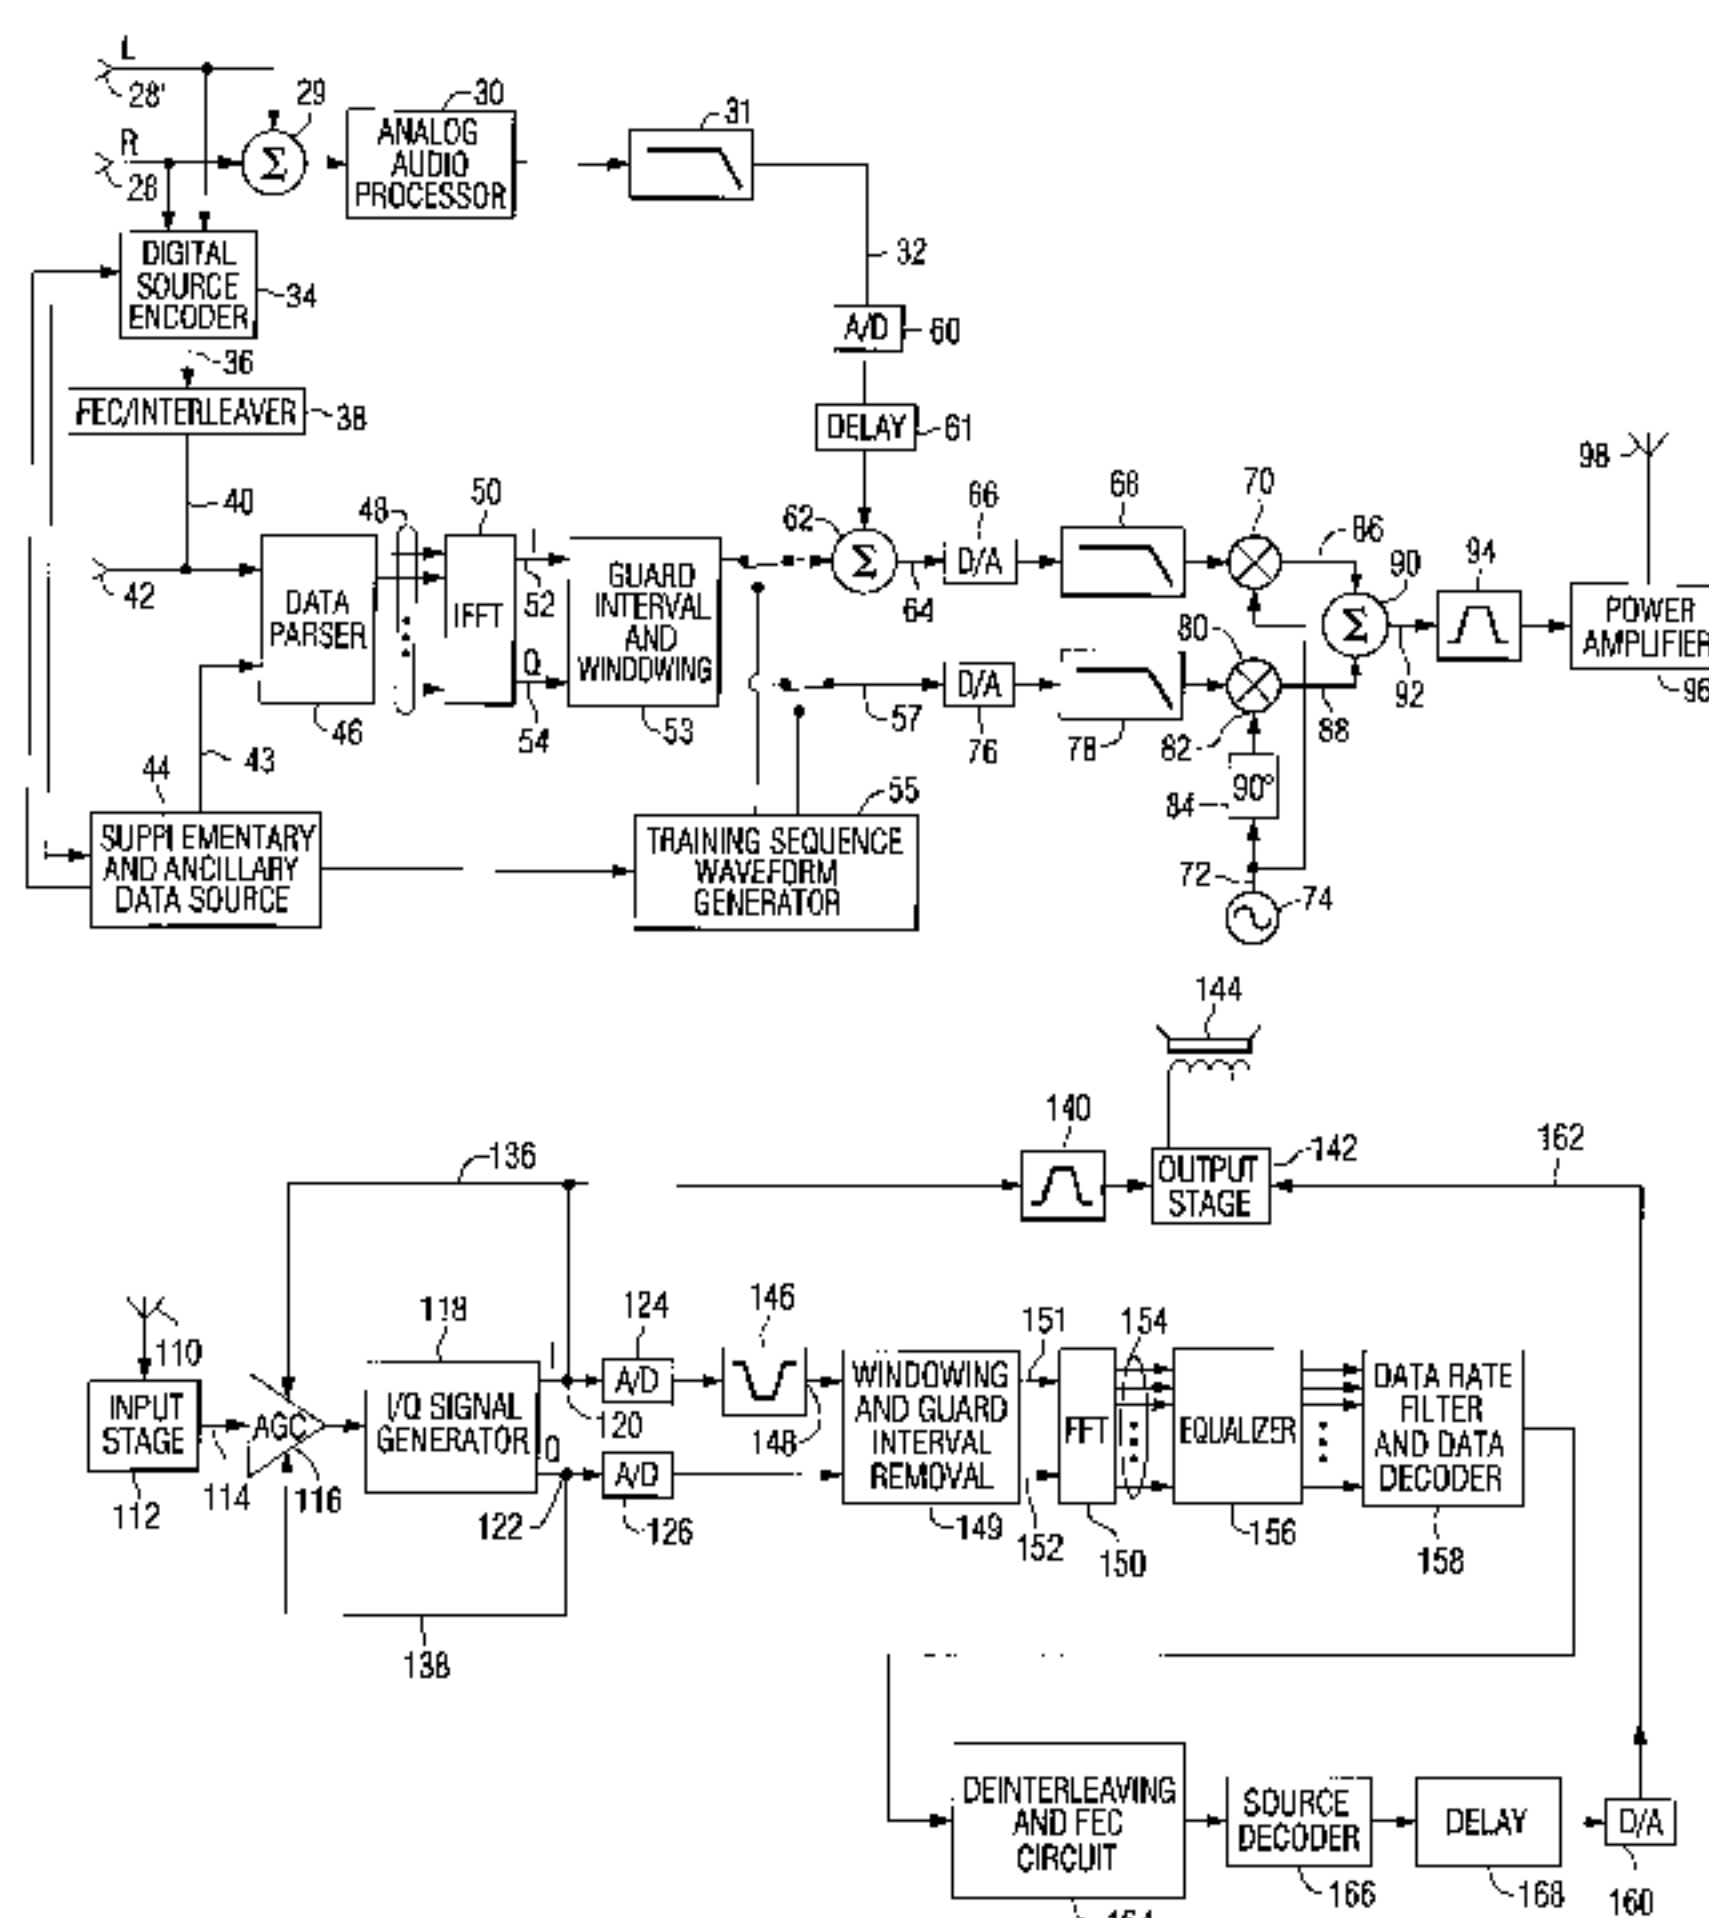 L
28'
29
30
31
R
28
Σ
ANALOG
AUDIO
PROCESSOR
32
DIGITAL
SOURCE
ENCODER
34
A/D
60
36
FEC/INTERLEAVER
38
DELAY
61
98
40
48
50
62
66
68
70
86
90
94
42
DATA
PARSER
IFFT
I
52
GUARD
INTERVAL
AND
WINDOWING
Σ
64
D/A
80
Σ
92
POWER
AMPLIFIER
96
46
Q
54
53
57
D/A
76
78
82
88
43
44
84
90°
SUPPLEMENTARY
AND ANCILLARY
DATA SOURCE
55
TRAINING SEQUENCE
WAVEFORM
GENERATOR
72
74
144
140
136
OUTPUT
STAGE
142
162
110
118
124
146
151
154
INPUT
STAGE
112
114
AGC
116
I/Q SIGNAL
GENERATOR
I
120
Q
122
A/D
A/D
126
148
WINDOWING
AND GUARD
INTERVAL
REMOVAL
149
152
FFT
150
EQUALIZER
156
DATA RATE
FILTER
AND DATA
DECODER
158
138
DEINTERLEAVING
AND FEC
CIRCUIT
SOURCE
DECODER
166
DELAY
168
D/A
160